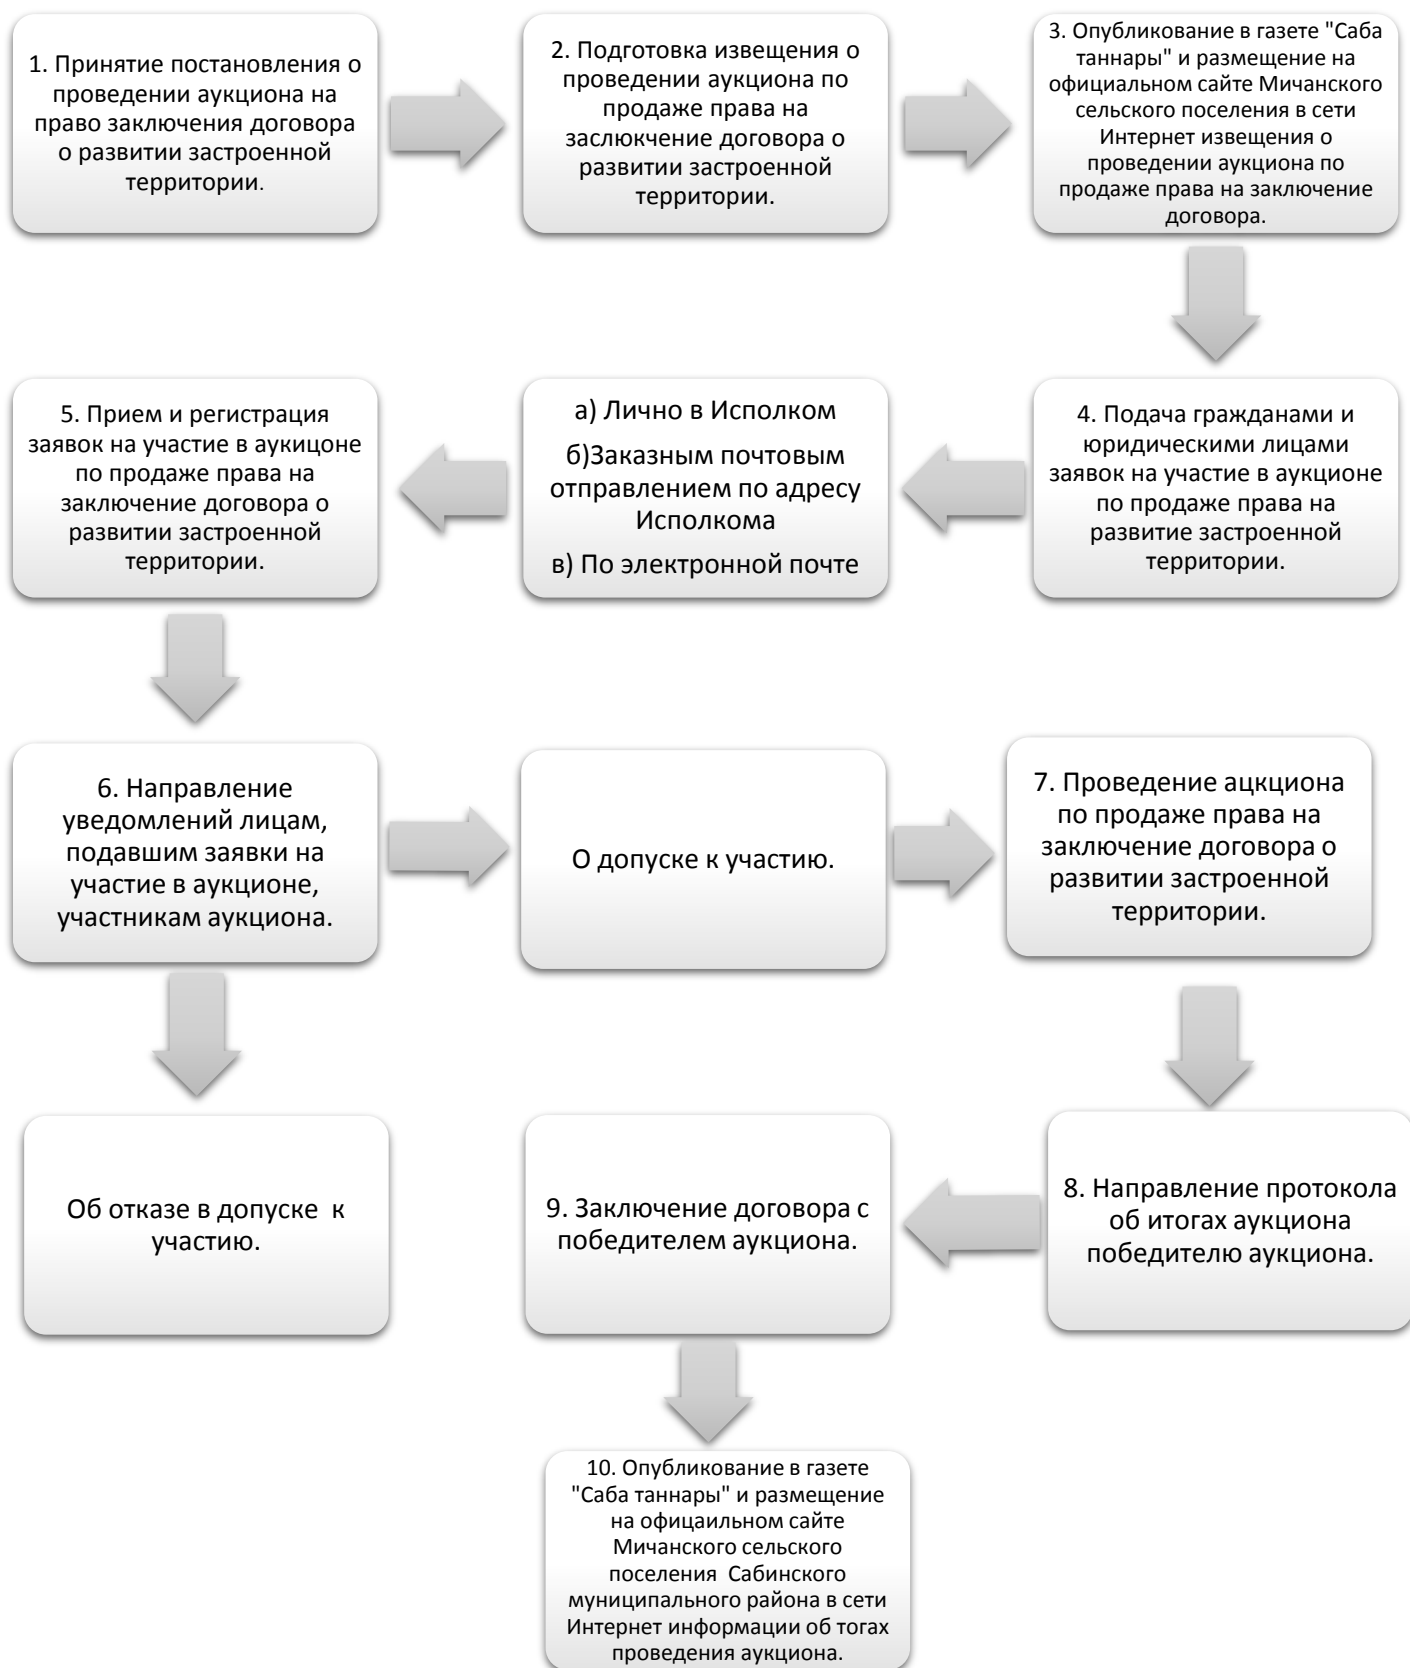 1. Принятие постановления о
проведении аукциона на
право заключения договора
о развитии застроенной
территории.
2. Подготовка извещения о
проведении аукциона по
продаже права на
заслюкчение договора о
развитии застроенной
территории.
3. Опубликование в газете "Саба
таннары" и размещение на
официальном сайте Мичанского
сельского поселения в сети
Интернет извещения о
проведении аукциона по
продаже права на заключение
договора.
4. Подача гражданами и
юридическими лицами
заявок на участие в аукционе
по продаже права на
развитие застроенной
территории.
а) Лично в Исполком
б)Заказным почтовым
отправлением по адресу
Исполкома
в) По электронной почте
5. Прием и регистрация
заявок на участие в аукицоне
по продаже права на
заключение договора о
развитии застроенной
территории.
6. Направление
уведомлений лицам,
подавшим заявки на
участие в аукционе,
участникам аукциона.
О допуске к участию.
7. Проведение ацкциона
по продаже права на
заключение договора о
развитии застроенной
территории.
Об отказе в допуске  к
участию.
8. Направление протокола
об итогах аукциона
победителю аукциона.
9. Заключение договора с
победителем аукциона.
10. Опубликование в газете
"Саба таннары" и размещение
на офицаильном сайте
Мичанского сельского
поселения  Сабинского
муниципального района в сети
Интернет информации об тогах
проведения аукциона.